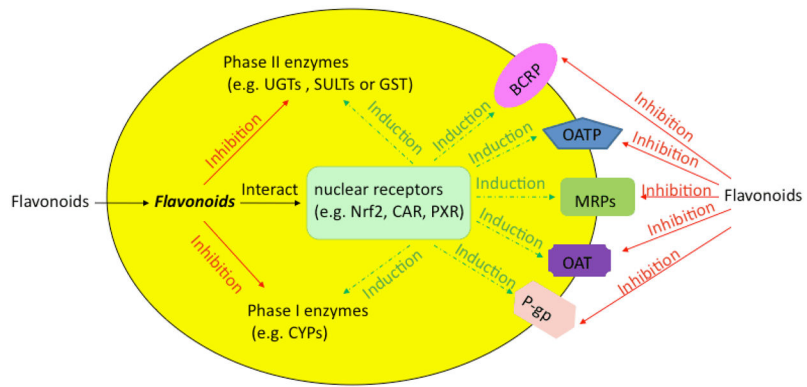 Phase II enzymes
(e.g. UGTs , SULTs or GST)
BCRP
Inhibition
Induction
Induction
Inhibition
Induction
OATP
Inhibition
Flavonoids
Flavonoids
Interact
nuclear receptors
(e.g. Nrf2, CAR, PXR)
Induction
MRPs
Inhibition
Flavonoids
Inhibition
Induction
OAT
Inhibition
Induction
Induction
P-gp
Inhibition
Phase I enzymes
(e.g. CYPs)